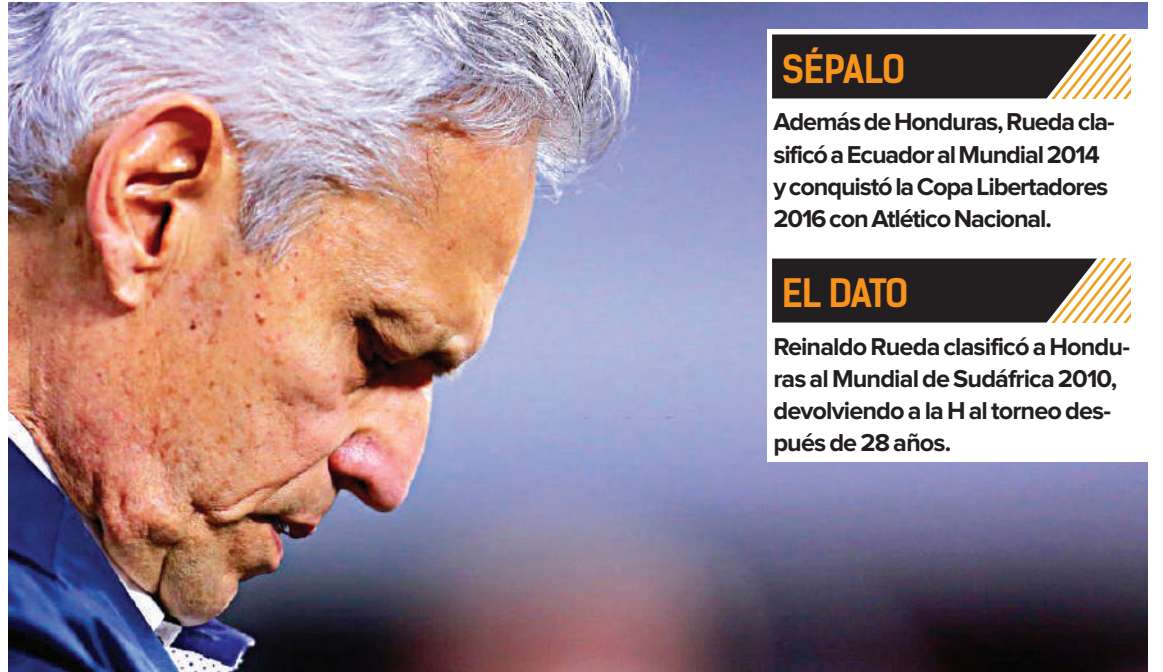 SÉPALO
Además de Honduras, Rueda cla-
sificó a Ecuador al Mundial 2014
y conquistó la Copa Libertadores
2016 con Atlético Nacional.
EL DATO
Reinaldo Rueda clasificó a Hondu-
ras al Mundial de Sudáfrica 2010,
devolviendo a la H al torneo des-
pués de 28 años.